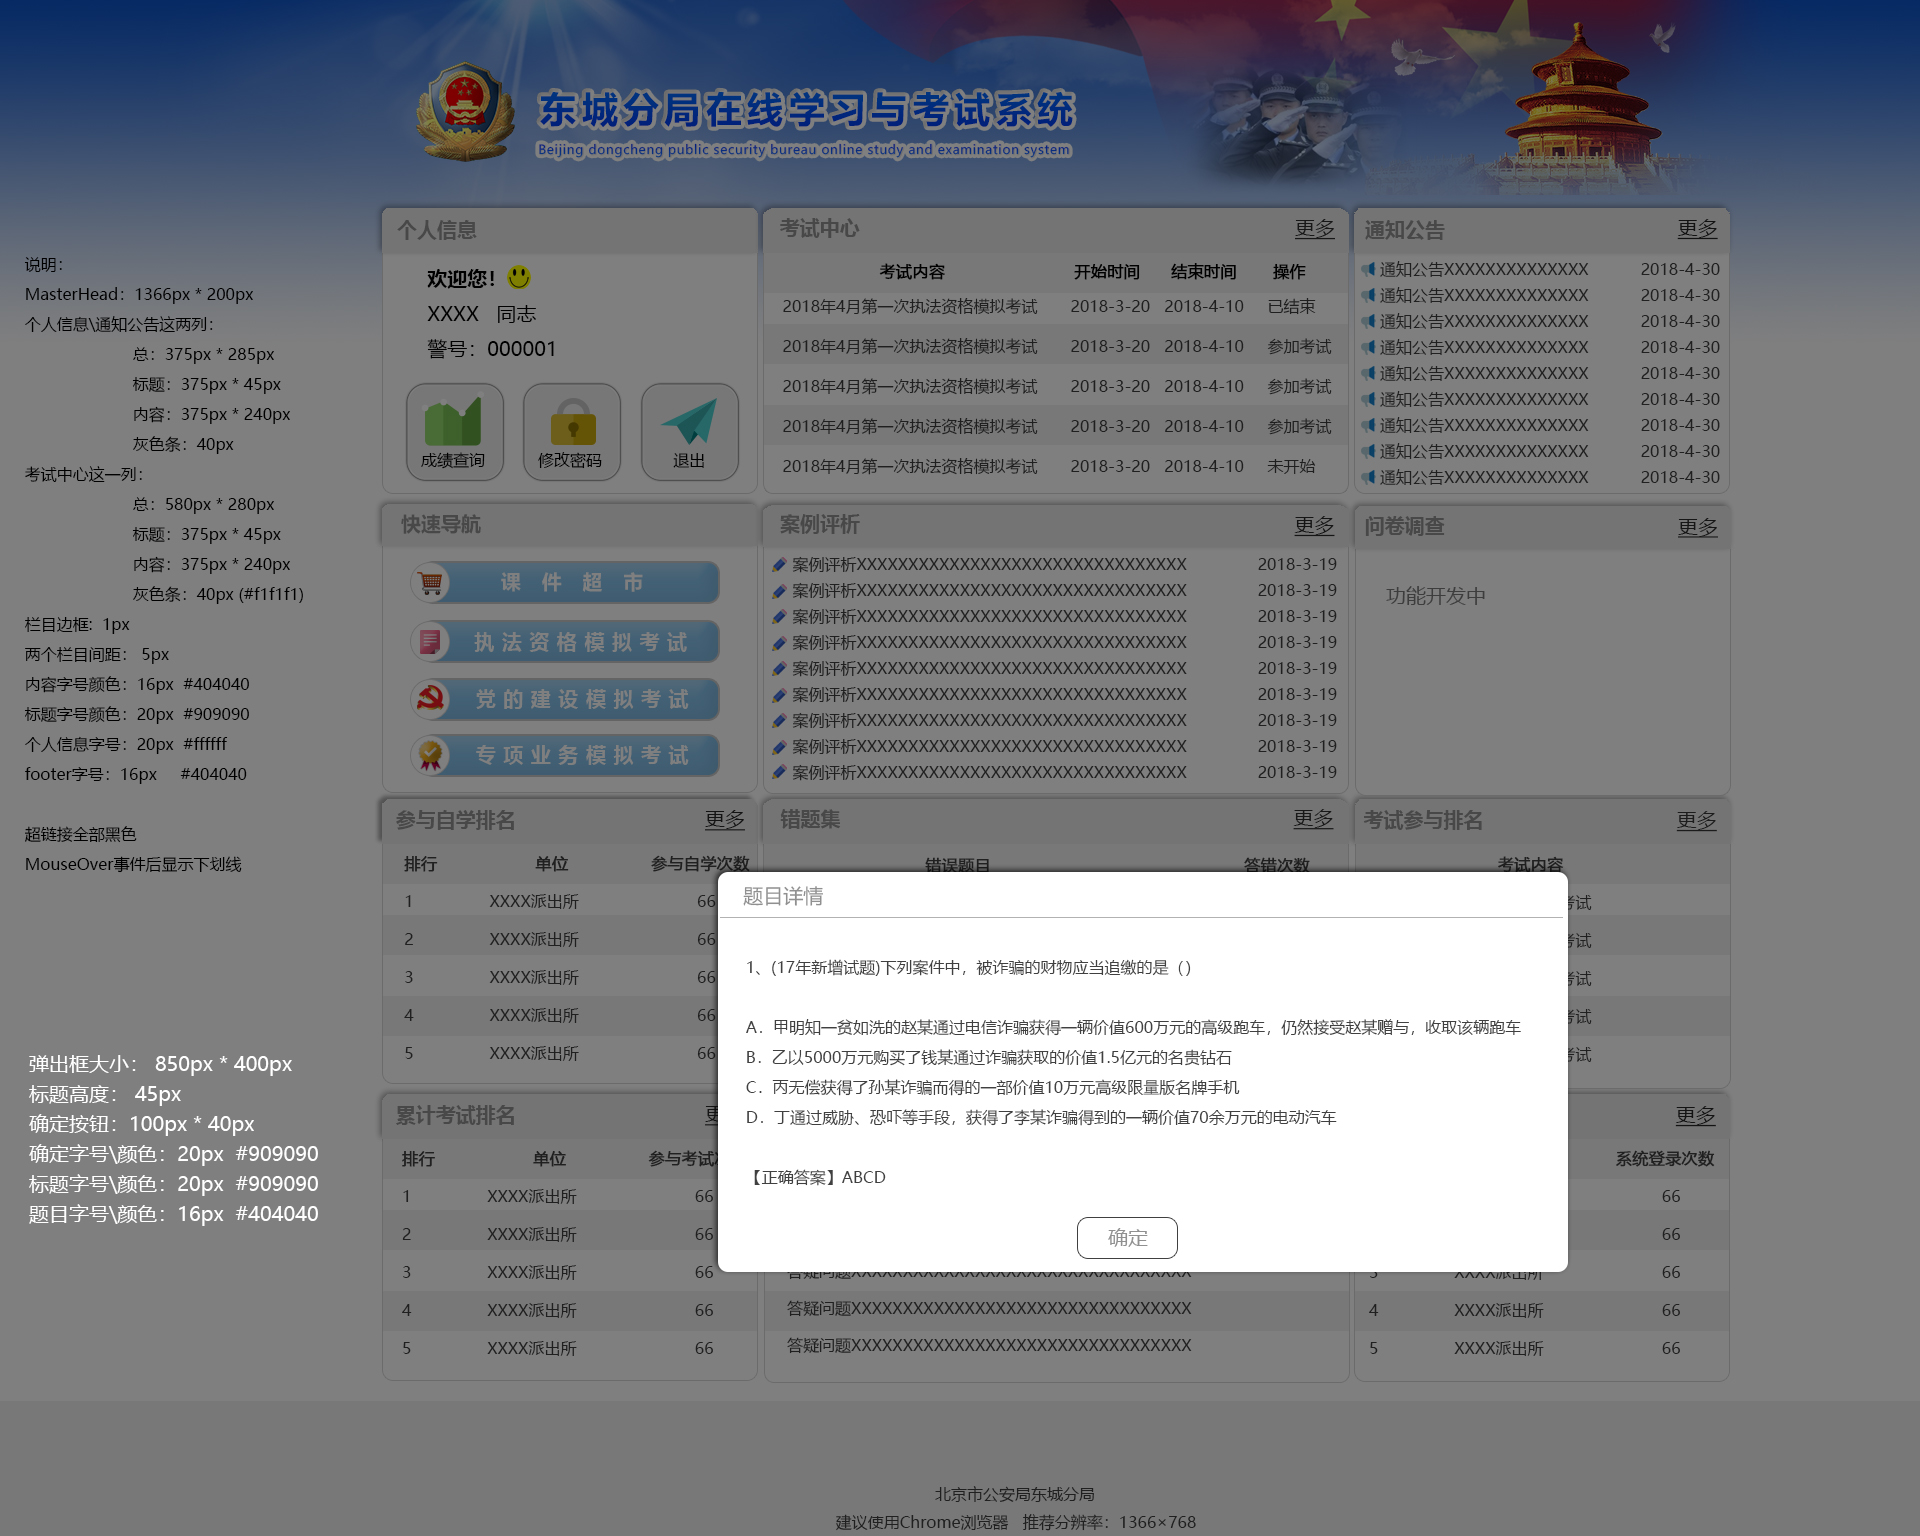 东城分局在线学习与考试系统
Beijing dongcheng public security bureau online study and examination system
说明：
MasterHead：1366px * 200px
个人信息\通知公告这两列：
总：375px * 285px
标题：375px * 45px
内容：375px * 240px
灰色条：40px
考试中心这一列：
总：580px * 280px
标题：375px * 45px
内容：375px * 240px
灰色条：40px (#f1f1f1)
栏目边框: 1px
两个栏目间距： 5px
内容字号颜色：16px #404040
标题字号颜色：20px #909090
个人信息字号：20px #ffffff
footer字号：16px #404040
超链接全部黑色
MouseOver事件后显示下划线
弹出框大小： 850px * 400px
标题高度： 45px
确定按钮：100px * 40px
确定字号\颜色：20px #909090
标题字号\颜色：20px #909090
题目字号\颜色：16px #404040
个人信息
欢迎您！
XXXX 同志
警号：000001
成绩查询 修改密码 退出
考试中心 更多
考试内容 开始时间 结束时间 操作
2018年4月第一次执法资格模拟考试 2018-3-20 2018-4-10 已结束
2018年4月第一次执法资格模拟考试 2018-3-20 2018-4-10 参加考试
2018年4月第一次执法资格模拟考试 2018-3-20 2018-4-10 参加考试
2018年4月第一次执法资格模拟考试 2018-3-20 2018-4-10 参加考试
2018年4月第一次执法资格模拟考试 2018-3-20 2018-4-10 未开始
通知公告 更多
通知公告XXXXXXXXXXXXXX 2018-4-30
通知公告XXXXXXXXXXXXXX 2018-4-30
通知公告XXXXXXXXXXXXXX 2018-4-30
通知公告XXXXXXXXXXXXXX 2018-4-30
通知公告XXXXXXXXXXXXXX 2018-4-30
通知公告XXXXXXXXXXXXXX 2018-4-30
通知公告XXXXXXXXXXXXXX 2018-4-30
通知公告XXXXXXXXXXXXXX 2018-4-30
通知公告XXXXXXXXXXXXXX 2018-4-30
快速导航
课件超市
执法资格模拟考试
党的建设模拟考试
专项业务模拟考试
案例评析 更多
案例评析XXXXXXXXXXXXXXXXXXXXXXXXXXXXXXXX 2018-3-19
案例评析XXXXXXXXXXXXXXXXXXXXXXXXXXXXXXXX 2018-3-19
案例评析XXXXXXXXXXXXXXXXXXXXXXXXXXXXXXXX 2018-3-19
案例评析XXXXXXXXXXXXXXXXXXXXXXXXXXXXXXXX 2018-3-19
案例评析XXXXXXXXXXXXXXXXXXXXXXXXXXXXXXXX 2018-3-19
案例评析XXXXXXXXXXXXXXXXXXXXXXXXXXXXXXXX 2018-3-19
案例评析XXXXXXXXXXXXXXXXXXXXXXXXXXXXXXXX 2018-3-19
案例评析XXXXXXXXXXXXXXXXXXXXXXXXXXXXXXXX 2018-3-19
案例评析XXXXXXXXXXXXXXXXXXXXXXXXXXXXXXXX 2018-3-19
问卷调查 更多
功能开发中
参与自学排名 更多
排行 单位 参与自学次数
1 XXXX派出所 66
2 XXXX派出所 66
3 XXXX派出所 66
4 XXXX派出所 66
5 XXXX派出所 66
错题集 更多
错误题目 答错次数
考试参与排名 更多
考试内容
考试
考试
考试
考试
考试
题目详情
1、(17年新增试题)下列案件中，被诈骗的财物应当追缴的是（）
A．甲明知一贫如洗的赵某通过电信诈骗获得一辆价值600万元的高级跑车，仍然接受赵某赠与，收取该辆跑车
B．乙以5000万元购买了钱某通过诈骗获取的价值1.5亿元的名贵钻石
C．丙无偿获得了孙某诈骗而得的一部价值10万元高级限量版名牌手机
D．丁通过威胁、恐吓等手段，获得了李某诈骗得到的一辆价值70余万元的电动汽车
【正确答案】ABCD
确定
累计考试排名 更
排行 单位 参与考试
1 XXXX派出所 66
2 XXXX派出所 66
3 XXXX派出所 66
4 XXXX派出所 66
5 XXXX派出所 66
答疑问题XXXXXXXXXXXXXXXXXXXXXXXXXXXXXXXXX
答疑问题XXXXXXXXXXXXXXXXXXXXXXXXXXXXXXXXX
答疑问题XXXXXXXXXXXXXXXXXXXXXXXXXXXXXXXXX
更多
系统登录次数
66
66
3 XXXX派出所 66
4 XXXX派出所 66
5 XXXX派出所 66
北京市公安局东城分局
建议使用Chrome浏览器 推荐分辨率：1366×768